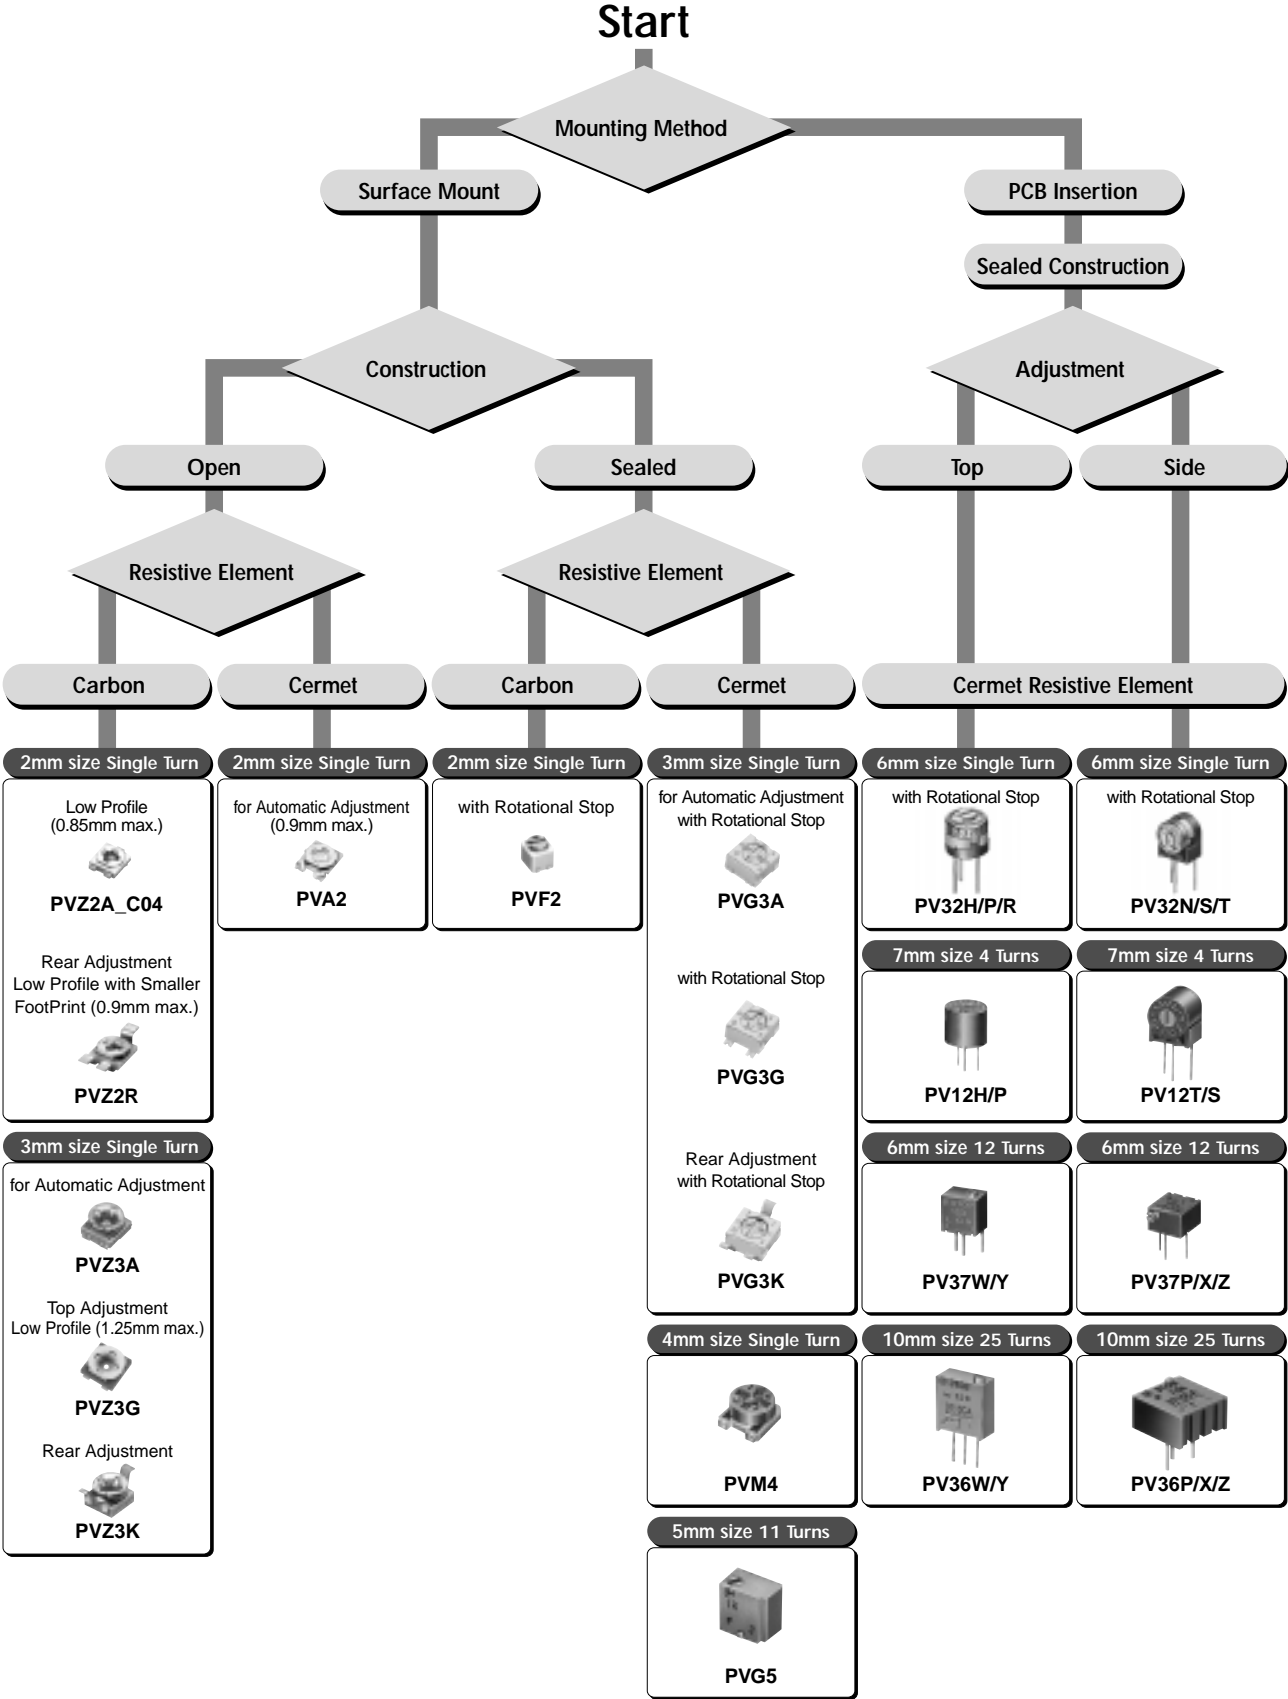 Start
Mounting Method
Surface Mount
PCB Insertion
Sealed Construction
Construction
Adjustment
Open
Sealed
Top
Side
Resistive Element
Resistive Element
Carbon
Cermet
Carbon
Cermet
Cermet Resistive Element
2mm size Single Turn
Low Profile
(0.85mm max.)
PVZ2A_C04
Rear Adjustment
Low Profile with Smaller
FootPrint (0.9mm max.)
PVZ2R
3mm size Single Turn
for Automatic Adjustment
PVZ3A
Top Adjustment
Low Profile (1.25mm max.)
PVZ3G
Rear Adjustment
PVZ3K
2mm size Single Turn
for Automatic Adjustment
(0.9mm max.)
PVA2
2mm size Single Turn
with Rotational Stop
PVF2
3mm size Single Turn
for Automatic Adjustment
with Rotational Stop
PVG3A
with Rotational Stop
PVG3G
Rear Adjustment
with Rotational Stop
PVG3K
4mm size Single Turn
PVM4
5mm size 11 Turns
PVG5
6mm size Single Turn
with Rotational Stop
PV32H/P/R
7mm size 4 Turns
PV12H/P
6mm size 12 Turns
PV37W/Y
10mm size 25 Turns
PV36W/Y
6mm size Single Turn
with Rotational Stop
PV32N/S/T
7mm size 4 Turns
PV12T/S
6mm size 12 Turns
PV37P/X/Z
10mm size 25 Turns
PV36P/X/Z